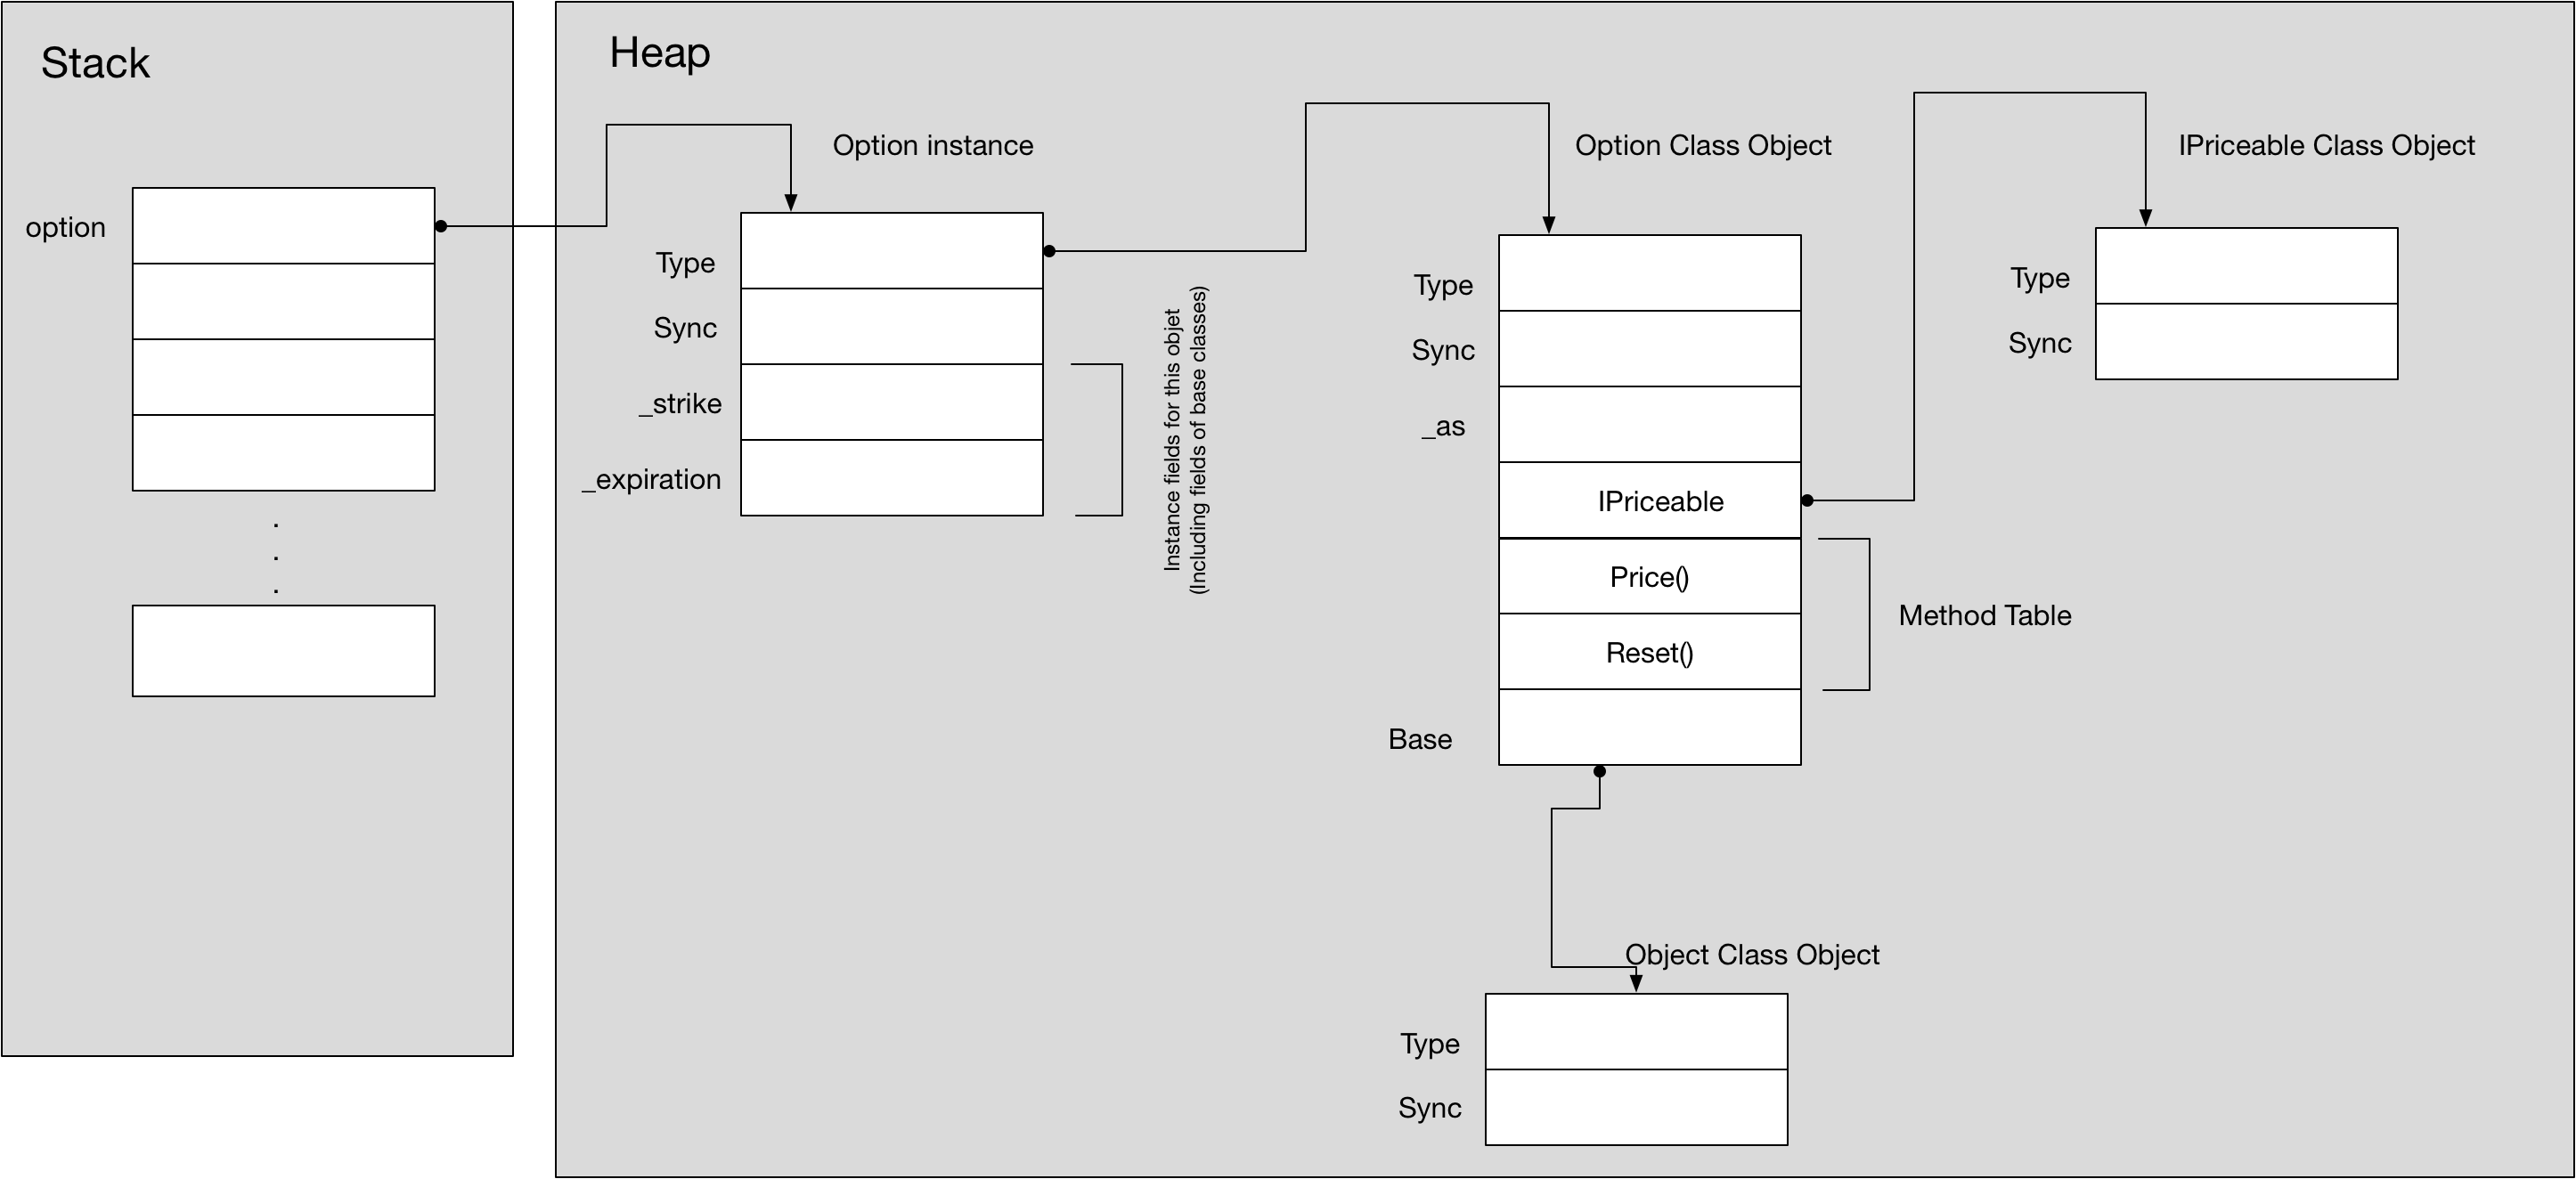 Stack
option
.
.
.
Heap
Option instance
Type
Sync
_strike
_expiration
Instance fields for this objet
(Including fields of base classes)
Option Class Object
Type
Sync
_as
IPriceable
Price()
Reset()
Base
Method Table
IPriceable Class Object
Type
Sync
Object Class Object
Type
Sync